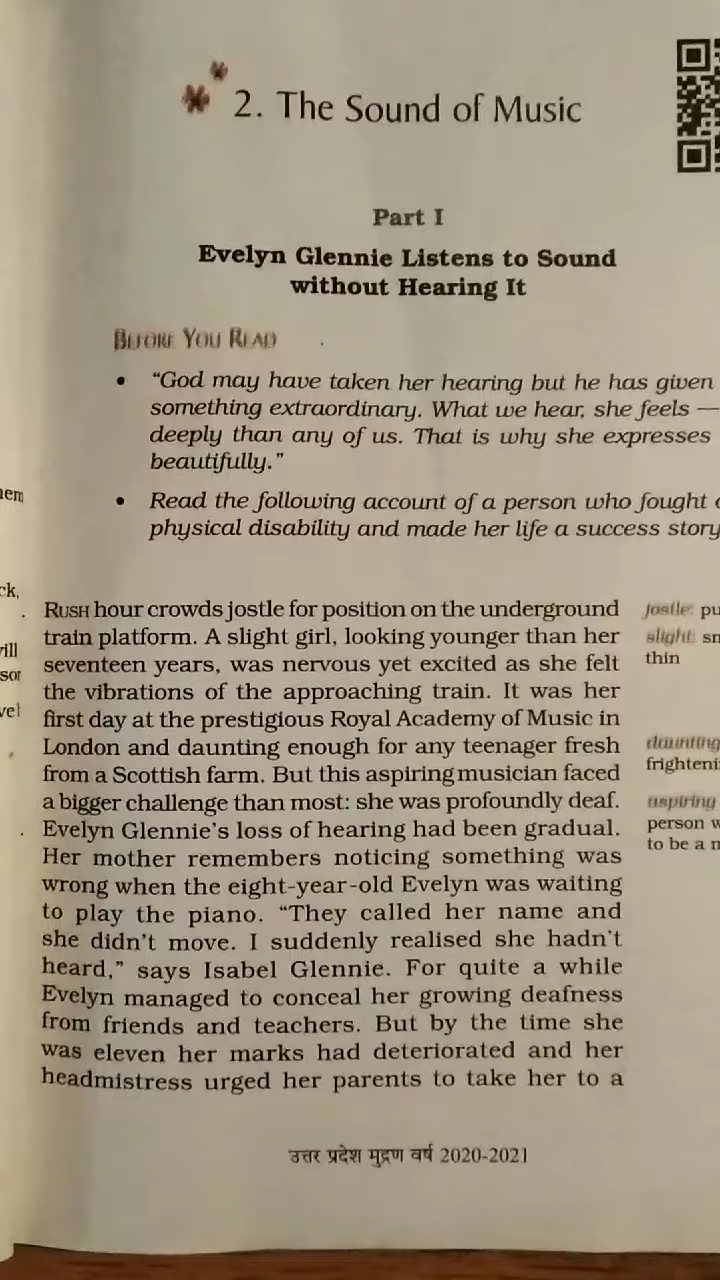 2. The Sound of Music
Part I
Evelyn Glennie Listens to Sound
without Hearing It
BEFORE YOU READ
• “God may have taken her hearing but he has given
something extraordinary. What we hear, she feels —
deeply than any of us. That is why she expresses
beautifully.”
• Read the following account of a person who fought
physical disability and made her life a success story
RUSH hour crowds jostle for position on the underground
train platform. A slight girl, looking younger than her
seventeen years, was nervous yet excited as she felt
the vibrations of the approaching train. It was her
first day at the prestigious Royal Academy of Music in
London and daunting enough for any teenager fresh
from a Scottish farm. But this aspiring musician faced
a bigger challenge than most: she was profoundly deaf.
Evelyn Glennie’s loss of hearing had been gradual.
Her mother remembers noticing something was
wrong when the eight-year-old Evelyn was waiting
to play the piano. “They called her name and
she didn’t move. I suddenly realised she hadn’t
heard,” says Isabel Glennie. For quite a while
Evelyn managed to conceal her growing deafness
from friends and teachers. But by the time she
was eleven her marks had deteriorated and her
headmistress urged her parents to take her to a
jostle: pu
slight: sm
thin
daunting
frighteni
aspiring
person w
to be a m
उत्तर प्रदेश मुद्रण वर्ष 2020-2021